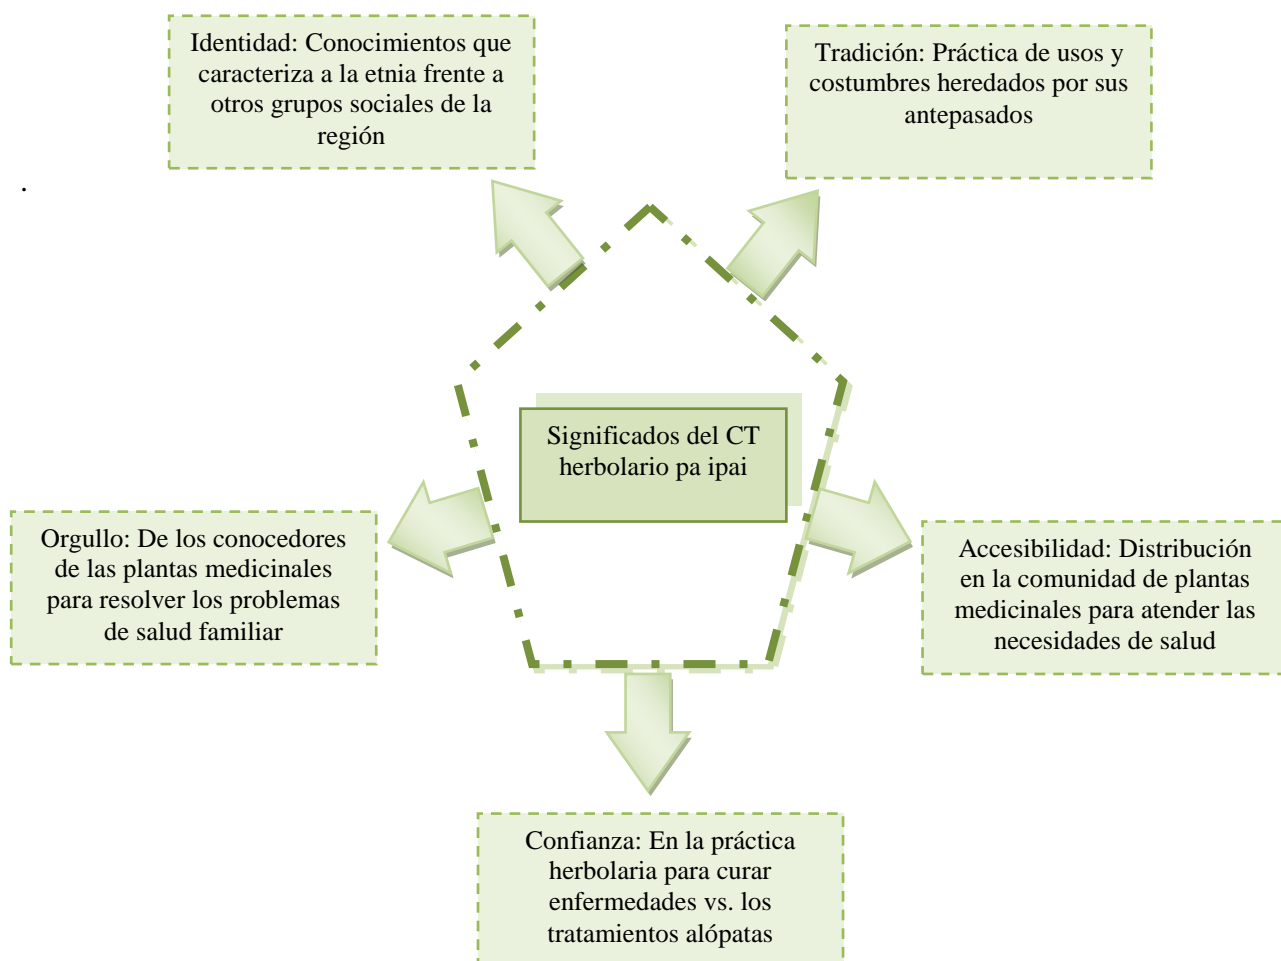 Identidad: Conocimientos que
caracteriza a la etnia frente a
otros grupos sociales de la
región
Tradición: Práctica de usos y
costumbres heredados por sus
antepasados
.
Significados del CT
herbolario pa ipai
Orgullo: De los conocedores
de las plantas medicinales
para resolver los problemas
de salud familiar
Accesibilidad: Distribución
en la comunidad de plantas
medicinales para atender las
necesidades de salud
Confianza: En la práctica
herbolaria para curar
enfermedades vs. los
tratamientos alópatas